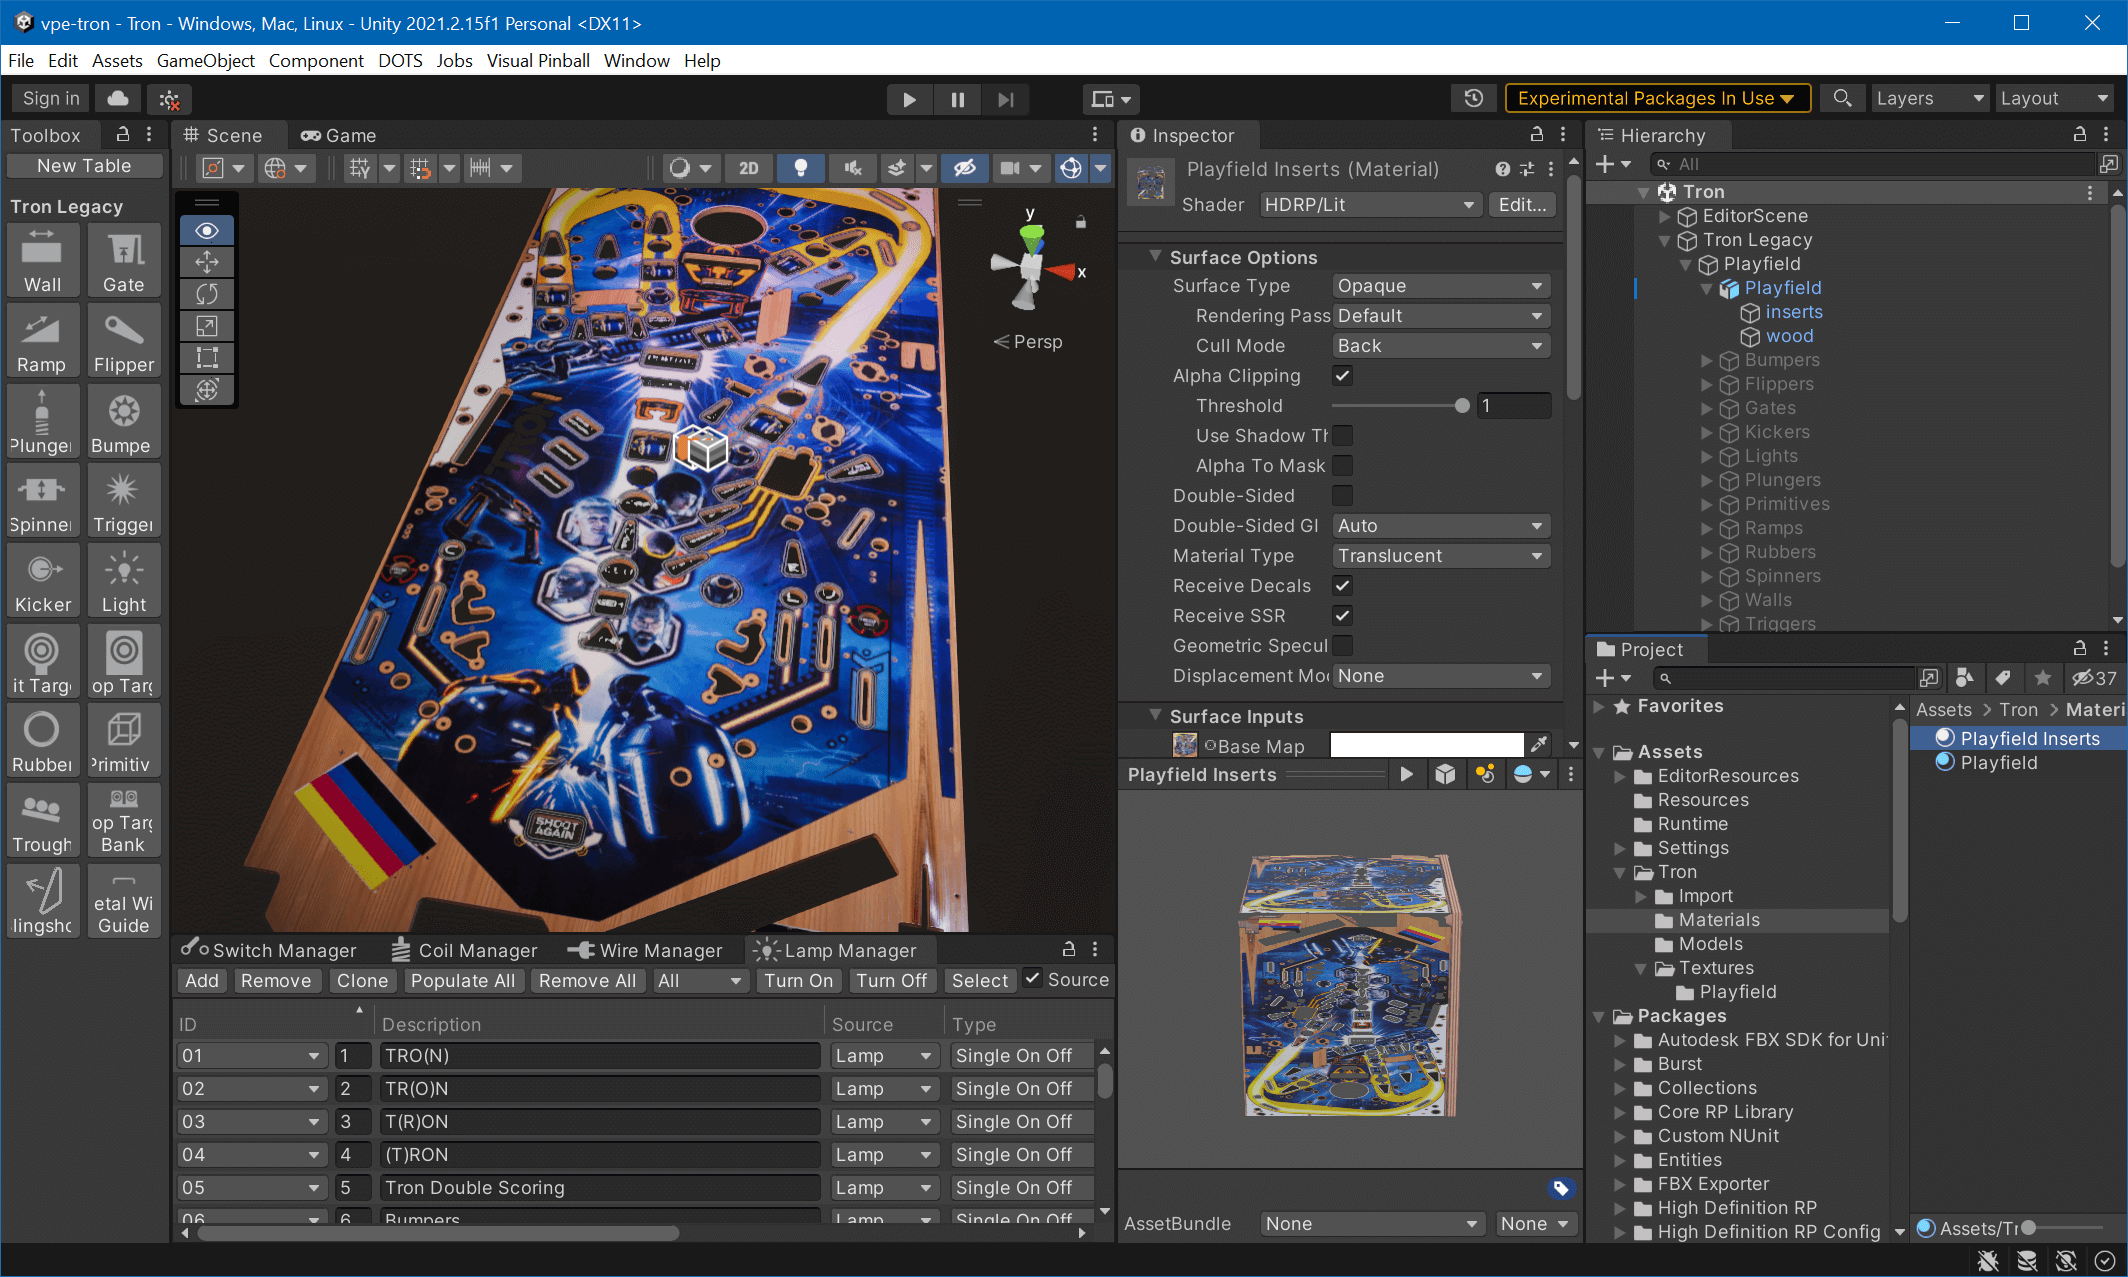 vpe-tron - Tron - Windows, Mac, Linux - Unity 2021.2.15f1 Personal <DX11>
File Edit Assets GameObject Component DOTS Jobs Visual Pinball Window Help
Sign in
Experimental Packages In Use
Layers
Layout
Toolbox
New Table
Tron Legacy
Wall Gate
Ramp Flipper
Plunger Bumpe
Spinner Trigger
Kicker Light
it Targ op Targ
Rubber Primitiv
Trough
op Targ
Bank
lingsho
etal Wi
Guide
Scene Game
2D
y
x
Persp
SHOOT
AGAIN
Switch Manager Coil Manager Wire Manager Lamp Manager
Add Remove Clone Populate All Remove All All Turn On Turn Off Select Source
ID Description Source Type
01 1 TRO(N) Lamp Single On Off
02 2 TR(O)N Lamp Single On Off
03 3 T(R)ON Lamp Single On Off
04 4 (T)RON Lamp Single On Off
05 5 Tron Double Scoring Lamp Single On Off
06 6 Bumpers Lamp Single On Off
Inspector
Playfield Inserts (Material)
Shader HDRP/Lit Edit...
Surface Options
Surface Type Opaque
Rendering Pass Default
Cull Mode Back
Alpha Clipping
Threshold 1
Use Shadow Th
Alpha To Mask
Double-Sided
Double-Sided GI Auto
Material Type Translucent
Receive Decals
Receive SSR
Geometric Specul
Displacement Mo None
Surface Inputs
Base Map
Playfield Inserts
AssetBundle None None
Hierarchy
All
Tron
EditorScene
Tron Legacy
Playfield
Playfield
inserts
wood
Bumpers
Flippers
Gates
Kickers
Lights
Plungers
Primitives
Ramps
Rubbers
Spinners
Walls
Triggers
Project
37
Favorites
Assets
EditorResources
Resources
Runtime
Settings
Tron
Import
Materials
Models
Textures
Playfield
Packages
Autodesk FBX SDK for Uni
Burst
Collections
Core RP Library
Custom NUnit
Entities
FBX Exporter
High Definition RP
High Definition RP Config
Assets > Tron > Materi
Playfield Inserts
Playfield
Assets/Tr